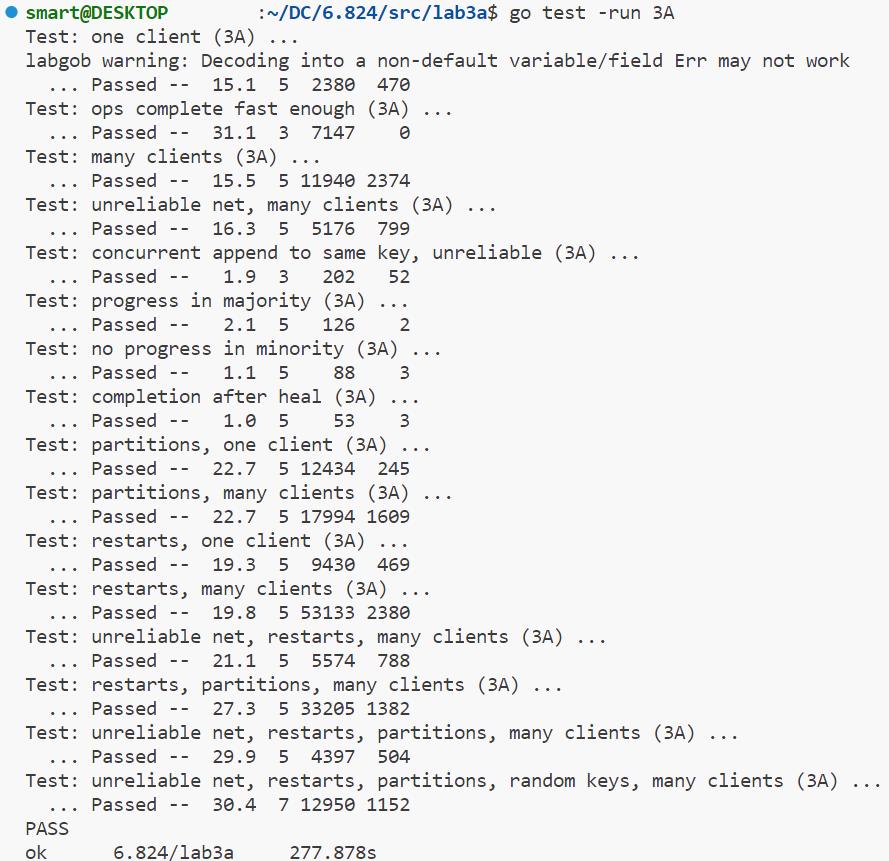 smart@DESKTOP :~/DC/6.824/src/lab3a$ go test -run 3A
Test: one client (3A) ...
labgob warning: Decoding into a non-default variable/field Err may not work
... Passed -- 15.1 5 2380 470
Test: ops complete fast enough (3A) ...
... Passed -- 31.1 3 7147 0
Test: many clients (3A) ...
... Passed -- 15.5 5 11940 2374
Test: unreliable net, many clients (3A) ...
... Passed -- 16.3 5 5176 799
Test: concurrent append to same key, unreliable (3A) ...
... Passed -- 1.9 3 202 52
Test: progress in majority (3A) ...
... Passed -- 2.1 5 126 2
Test: no progress in minority (3A) ...
... Passed -- 1.1 5 88 3
Test: completion after heal (3A) ...
... Passed -- 1.0 5 53 3
Test: partitions, one client (3A) ...
... Passed -- 22.7 5 12434 245
Test: partitions, many clients (3A) ...
... Passed -- 22.7 5 17994 1609
Test: restarts, one client (3A) ...
... Passed -- 19.3 5 9430 469
Test: restarts, many clients (3A) ...
... Passed -- 19.8 5 53133 2380
Test: unreliable net, restarts, many clients (3A) ...
... Passed -- 21.1 5 5574 788
Test: restarts, partitions, many clients (3A) ...
... Passed -- 27.3 5 33205 1382
Test: unreliable net, restarts, partitions, many clients (3A) ...
... Passed -- 29.9 5 4397 504
Test: unreliable net, restarts, partitions, random keys, many clients (3A) ...
... Passed -- 30.4 7 12950 1152
PASS
ok 6.824/lab3a 277.878s